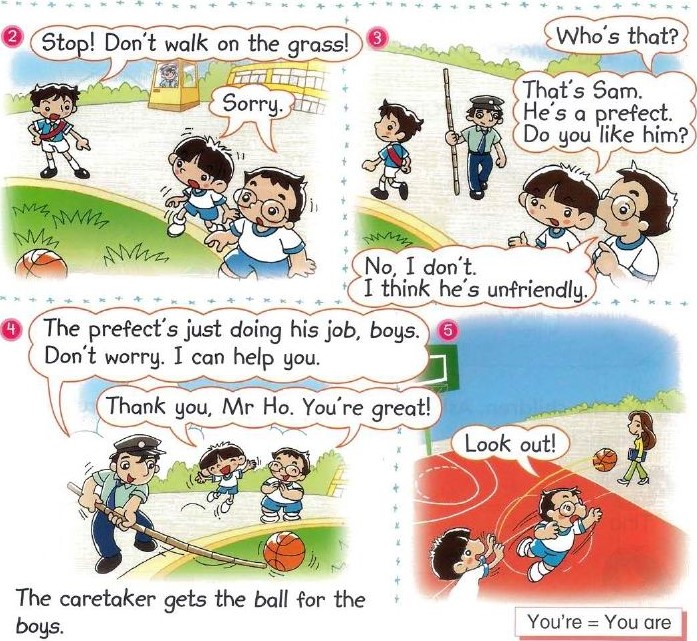 2
Stop! Don't walk on the grass!
Sorry.
3
Who's that?
That's Sam.
He's a prefect.
Do you like him?
No, I don't.
I think he's unfriendly.
4
The prefect's just doing his job, boys.
Don't worry. I can help you.
Thank you, Mr Ho. You're great!
The caretaker gets the ball for the
boys.
5
Look out!
You're = You are